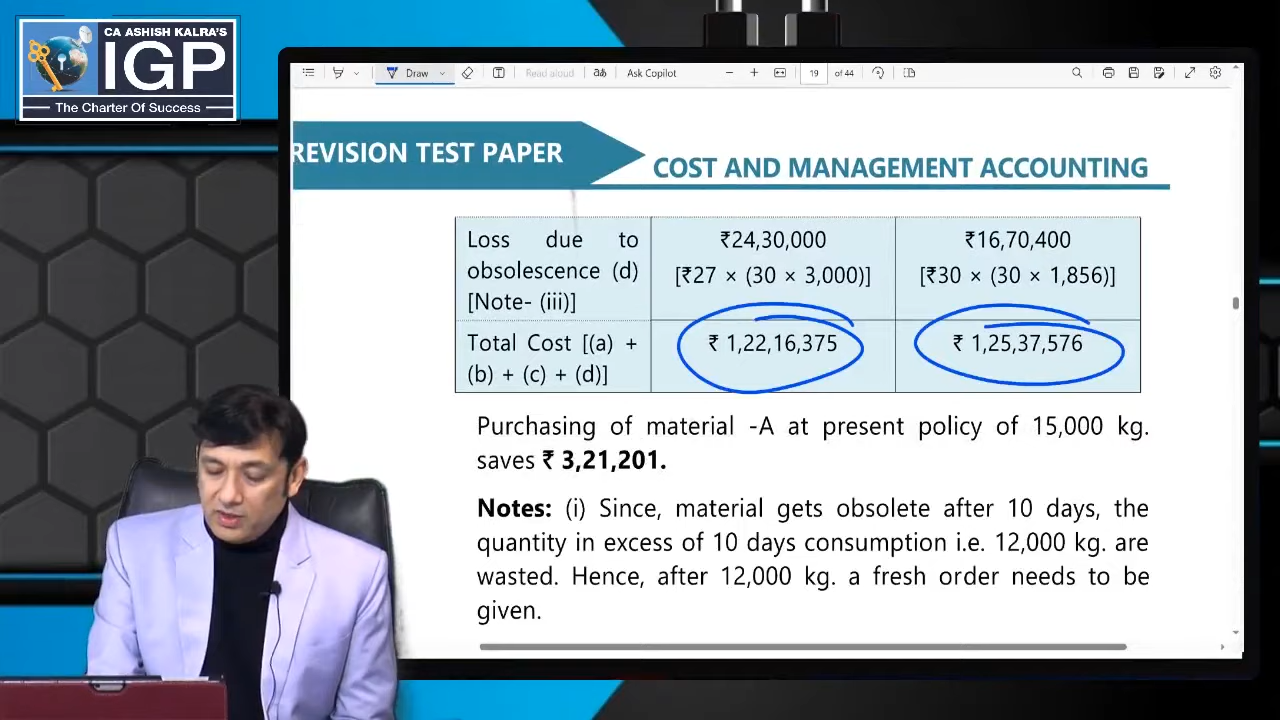 CA ASHISH KALRA'S
IGP
The Charter Of Success
Draw
Read aloud
Ask Copilot
19 of 44
REVISION TEST PAPER
COST AND MANAGEMENT ACCOUNTING
Loss due to obsolescence (d) [Note- (iii)]
₹24,30,000
[₹27 × (30 × 3,000)]
₹16,70,400
[₹30 × (30 × 1,856)]
Total Cost [(a) +
(b) + (c) + (d)]
₹ 1,22,16,375
₹ 1,25,37,576
Purchasing of material -A at present policy of 15,000 kg.
saves ₹ 3,21,201.
Notes: (i) Since, material gets obsolete after 10 days, the
quantity in excess of 10 days consumption i.e. 12,000 kg. are
wasted. Hence, after 12,000 kg. a fresh order needs to be
given.